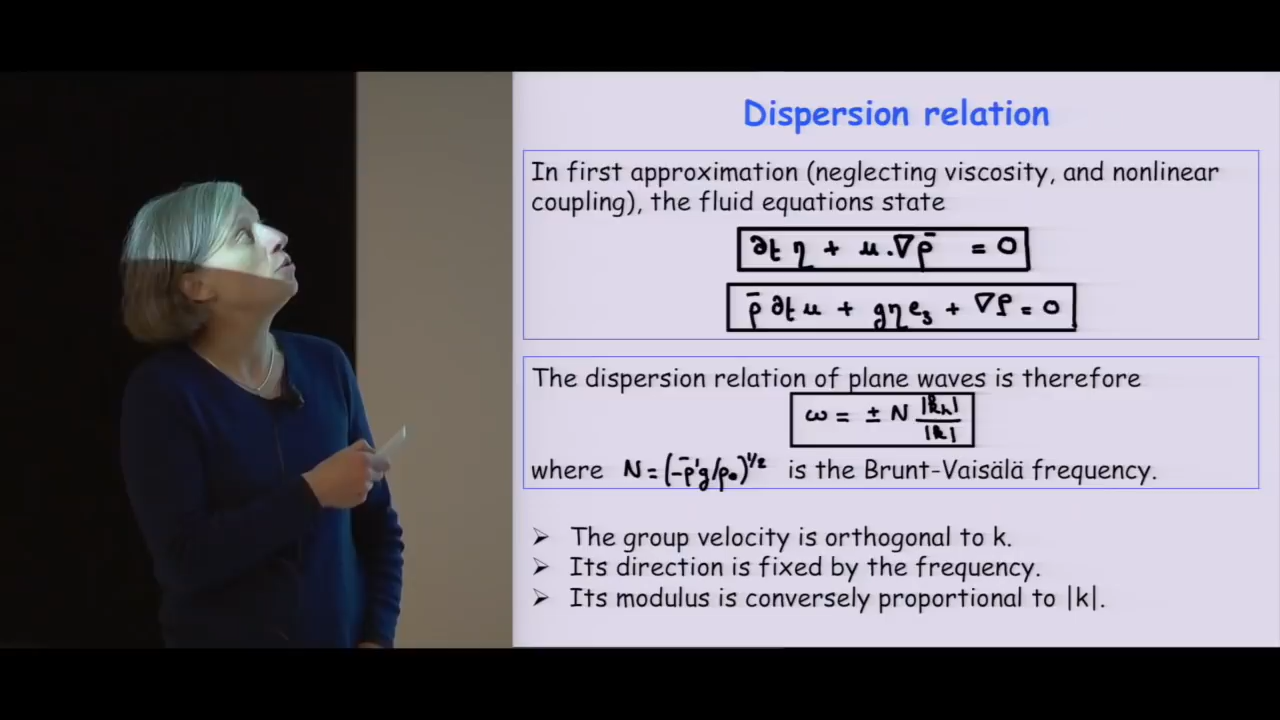 Dispersion relation
In first approximation (neglecting viscosity, and nonlinear
coupling), the fluid equations state
∂t η + u.∇ρ̄ = 0
ρ̄ ∂t u + gηe₃ + ∇P = 0
The dispersion relation of plane waves is therefore
ω = ± N |kₕ|/|k|
where N = (-ρ̄'g/ρ₀)^1/2 is the Brunt-Vaisälä frequency.
➤ The group velocity is orthogonal to k.
➤ Its direction is fixed by the frequency.
➤ Its modulus is conversely proportional to |k|.